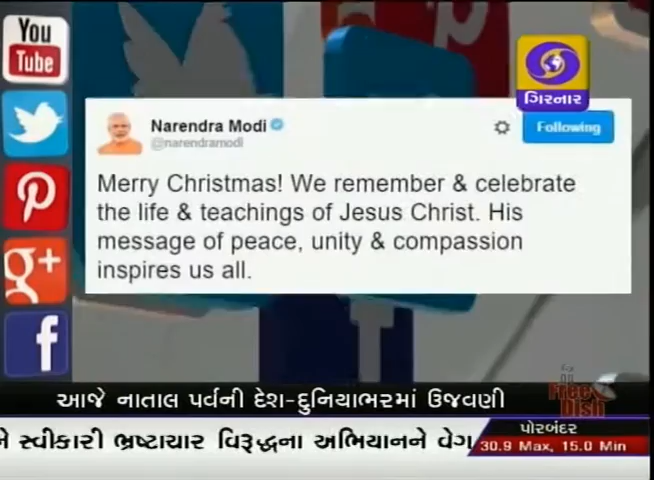 You
Tube
ગિરનાર
Narendra Modi
@narendramodi
Following
Merry Christmas! We remember & celebrate
the life & teachings of Jesus Christ. His
message of peace, unity & compassion
inspires us all.
g+
f
આજે નાતાલ પર્વની દેશ-દુનિયાભરમાં ઉજવણી
Free
Dish
ને સ્વીકારી ભ્રષ્ટાચાર વિરૂદ્ધના અભિયાનને વેગ
પોરબંદર
30.9 Max, 15.0 Min